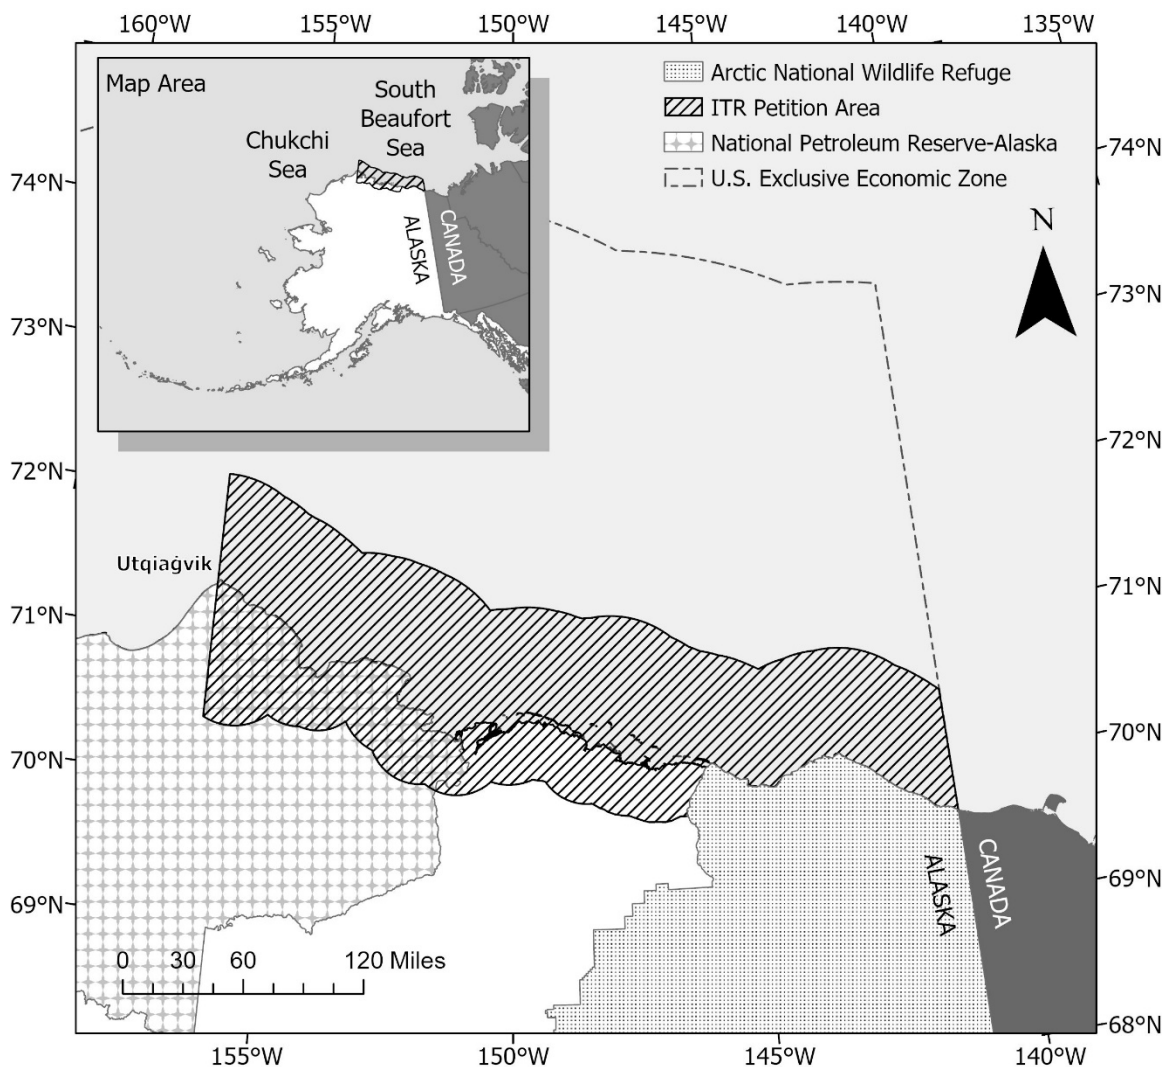 160°W 155°W 150°W 145°W 140°W 135°W
Map Area
South
Beaufort
Sea
Chukchi
Sea
ALASKA
CANADA
Arctic National Wildlife Refuge
ITR Petition Area
National Petroleum Reserve-Alaska
U.S. Exclusive Economic Zone
N
74°N
73°N
72°N
71°N
70°N
69°N
74°N
73°N
72°N
71°N
70°N
69°N
68°N
Utqiaġvik
ALASKA
CANADA
0 30 60 120 Miles
155°W 150°W 145°W 140°W